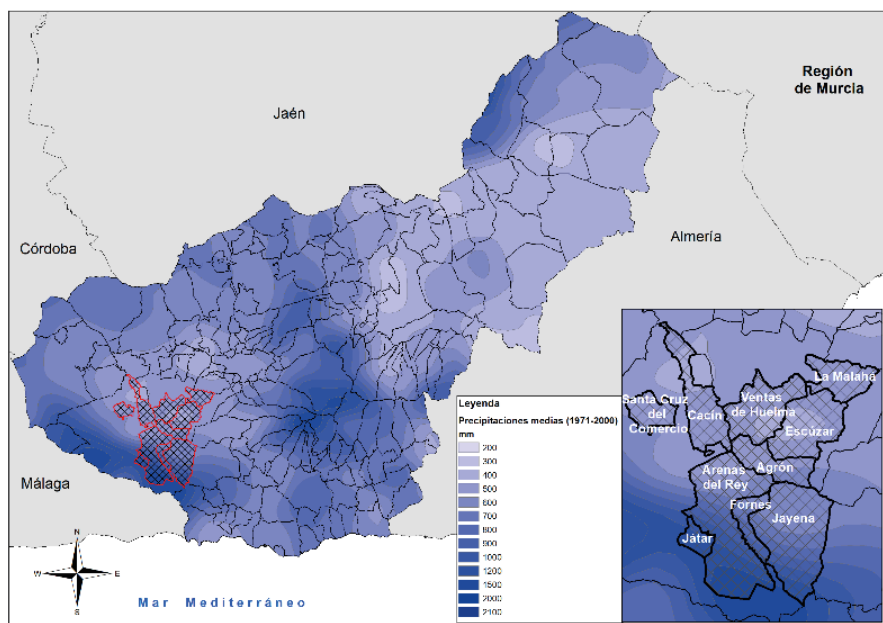 Región
de Murcia
Jaén
Córdoba
Almería
Málaga
N
W
E
S
Mar Mediterráneo
Leyenda
Precipitaciones medias (1971-2000)
mm
200
300
400
500
600
700
800
900
1000
1200
1500
2000
2100
La Malahá
Santa Cruz
del
Comercio
Cacín
Ventas
de Huelma
Escúzar
Agrón
Arenas
del Rey
Fornes
Jayena
Játar